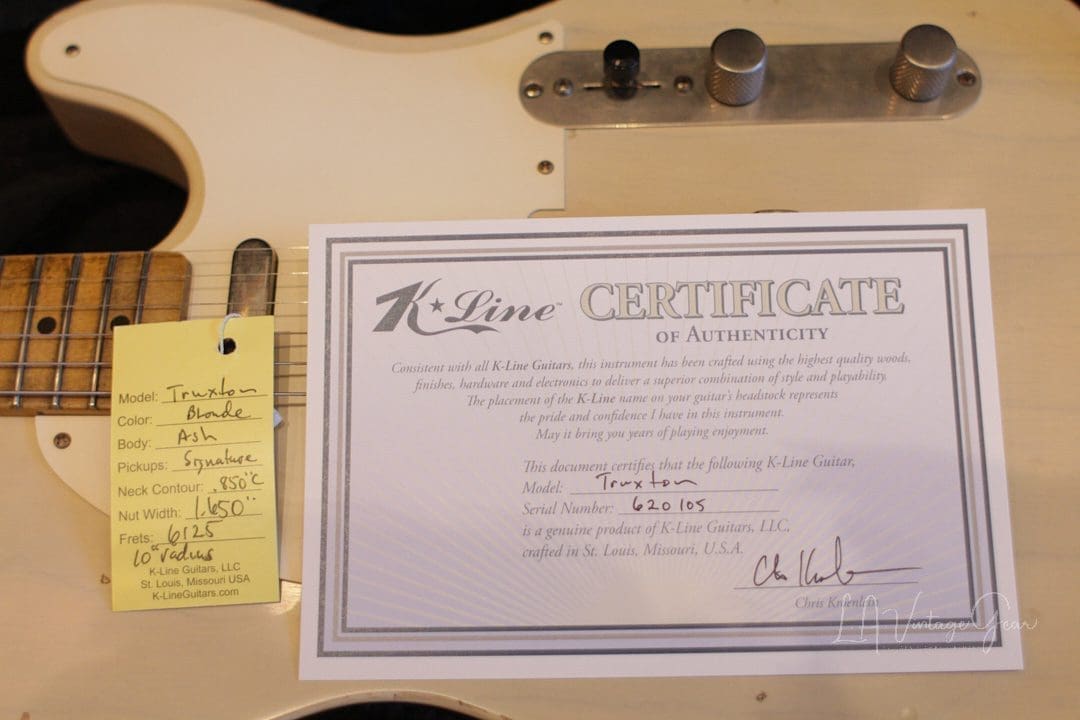 Model: Truxton
Color: Blonde
Body: Ash
Pickups: Signature
Neck Contour: .850" C
Nut Width: 1.650"
Frets: 6125
10" radius
K-Line Guitars, LLC
St. Louis, Missouri USA
K-LineGuitars.com
K★Line™ CERTIFICATE
OF AUTHENTICITY
Consistent with all K-Line Guitars, this instrument has been crafted using the highest quality woods,
finishes, hardware and electronics to deliver a superior combination of style and playability.
The placement of the K-Line name on your guitar's headstock represents
the pride and confidence I have in this instrument.
May it bring you years of playing enjoyment.
This document certifies that the following K-Line Guitar,
Model: Truxton
Serial Number: 620105
is a genuine product of K-Line Guitars, LLC,
crafted in St. Louis, Missouri, U.S.A.
Chris Kroenlein
L.A. Vintage Gear